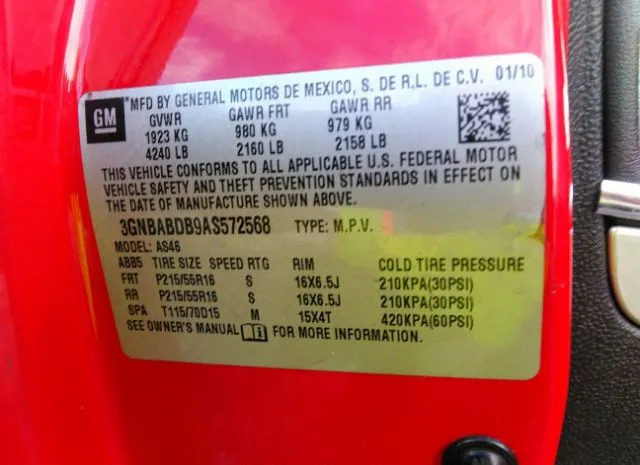 GM
*MFD BY GENERAL MOTORS DE MEXICO, S. DE R.L. DE C.V. 01/10
GVWR GAWR FRT GAWR RR
1923 KG 980 KG 979 KG
4240 LB 2160 LB 2158 LB
THIS VEHICLE CONFORMS TO ALL APPLICABLE U.S. FEDERAL MOTOR
VEHICLE SAFETY AND THEFT PREVENTION STANDARDS IN EFFECT ON
THE DATE OF MANUFACTURE SHOWN ABOVE.
3GNBABDB9AS572568 TYPE: M.P.V.
MODEL: AS46
ABB5 TIRE SIZE SPEED RTG RIM COLD TIRE PRESSURE
FRT P215/55R16 S 16X6.5J 210KPA(30PSI)
RR P215/55R16 S 16X6.5J 210KPA(30PSI)
SPA T115/70D15 M 15X4T 420KPA(60PSI)
SEE OWNER'S MANUAL FOR MORE INFORMATION.